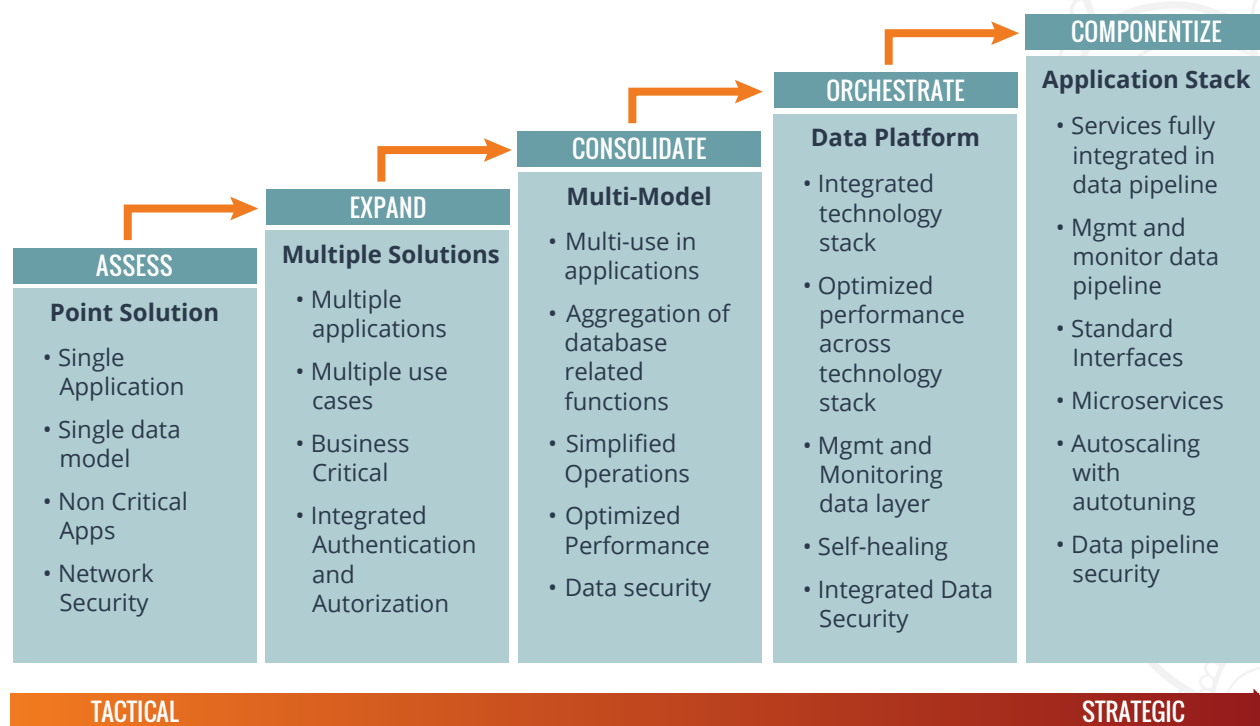 ASSESS
Point Solution
• Single
Application
• Single data
model
• Non Critical
Apps
• Network
Security
EXPAND
Multiple Solutions
• Multiple
applications
• Multiple use
cases
• Business
Critical
• Integrated
Authentication
and
Autorization
CONSOLIDATE
Multi-Model
• Multi-use in
applications
• Aggregation of
database
related
functions
• Simplified
Operations
• Optimized
Performance
• Data security
ORCHESTRATE
Data Platform
• Integrated
technology
stack
• Optimized
performance
across
technology
stack
• Mgmt and
Monitoring
data layer
• Self-healing
• Integrated Data
Security
COMPONENTIZE
Application Stack
• Services fully
integrated in
data pipeline
• Mgmt and
monitor data
pipeline
• Standard
Interfaces
• Microservices
• Autoscaling
with
autotuning
• Data pipeline
security
TACTICAL
STRATEGIC